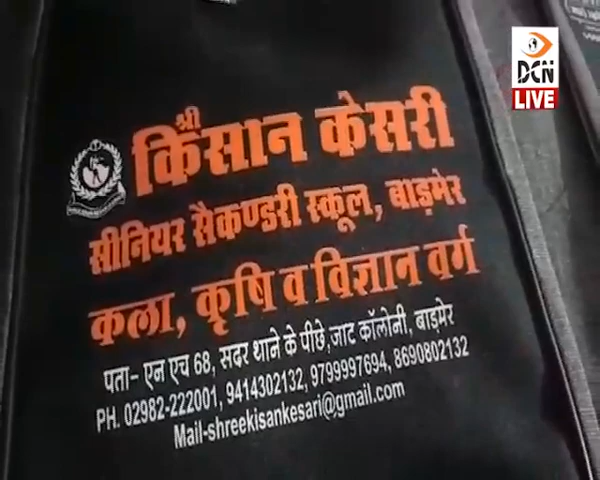 DCN
LIVE
श्री
किसान केसरी
सीनियर सैकण्डरी स्कूल, बाड़मेर
कला, कृषि व विज्ञान वर्ग
पता- एन एच 68, सदर थाने के पीछे, जाट कॉलोनी, बाड़मेर
PH. 02982-222001, 9414302132, 9799997694, 8690802132
Mail-shreekisankesari@gmail.com